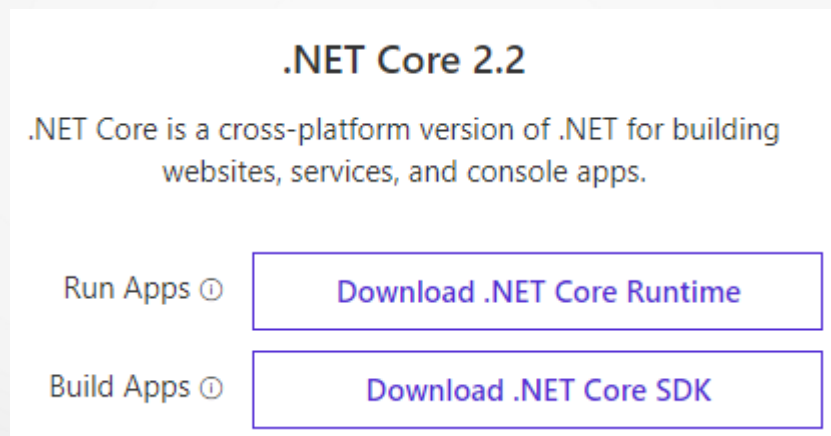 .NET Core 2.2
.NET Core is a cross-platform version of .NET for building
websites, services, and console apps.
Run Apps ⓘ Download .NET Core Runtime
Build Apps ⓘ Download .NET Core SDK